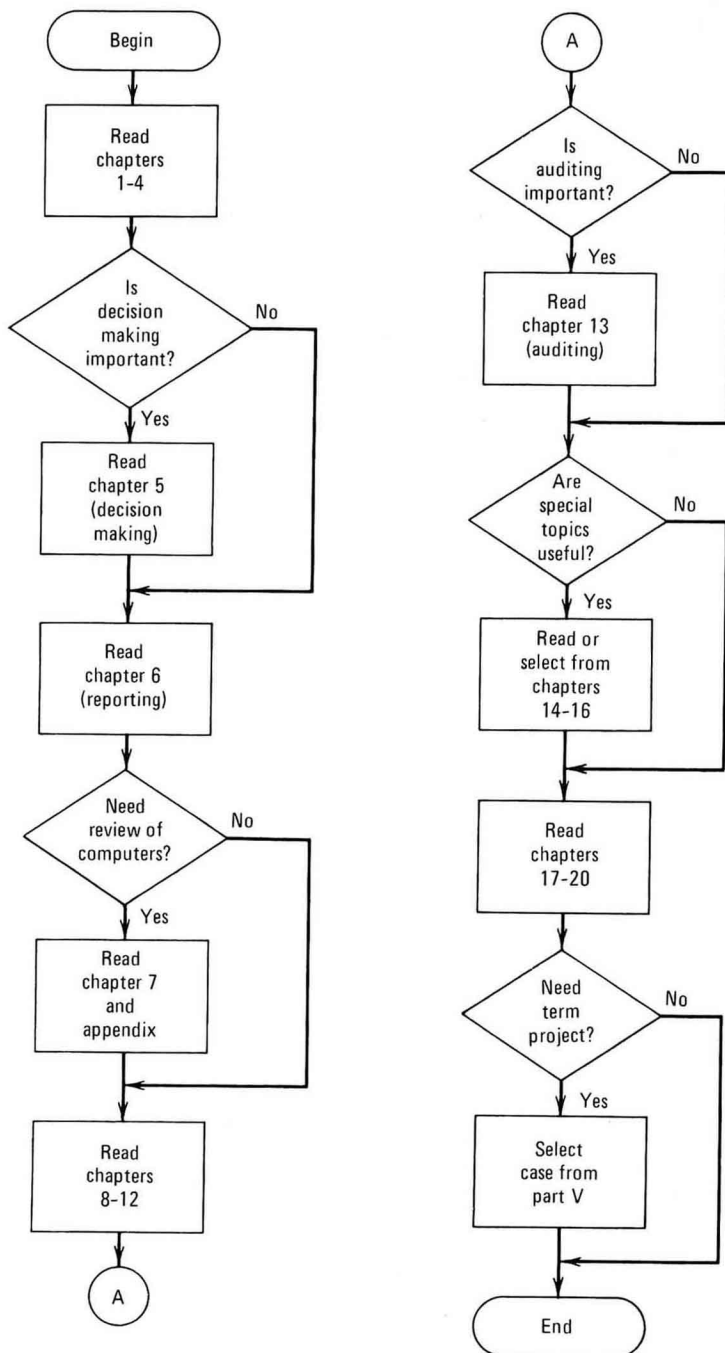 Begin
Read
chapters
1-4
Is
decision
making
important?
No
Yes
Read
chapter 5
(decision
making)
Read
chapter 6
(reporting)
Need
review of
computers?
No
Yes
Read
chapter 7
and
appendix
Read
chapters
8-12
A
A
Is
auditing
important?
No
Yes
Read
chapter 13
(auditing)
Are
special
topics
useful?
No
Yes
Read or
select from
chapters
14-16
Read
chapters
17-20
Need
term
project?
No
Yes
Select
case from
part V
End